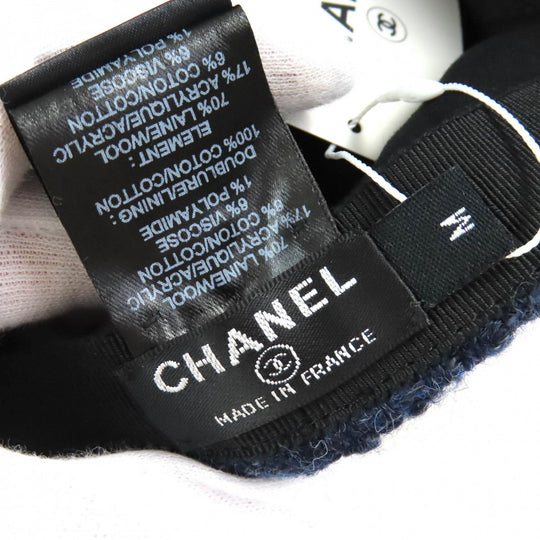 70% LAINE/WOOL
17% ACRYLIQUE/ACRYLIC
6% COTON/COTTON
6% VISCOSE
1% POLYAMIDE
DOUBLURE/LINING :
100% COTON/COTTON
ELEMENT :
70% LAINE/WOOL
17% ACRYLIQUE/ACRYLIC
6% COTON/COTTON
6% VISCOSE
1% POLYAMIDE
CHANEL
MADE IN FRANCE
M